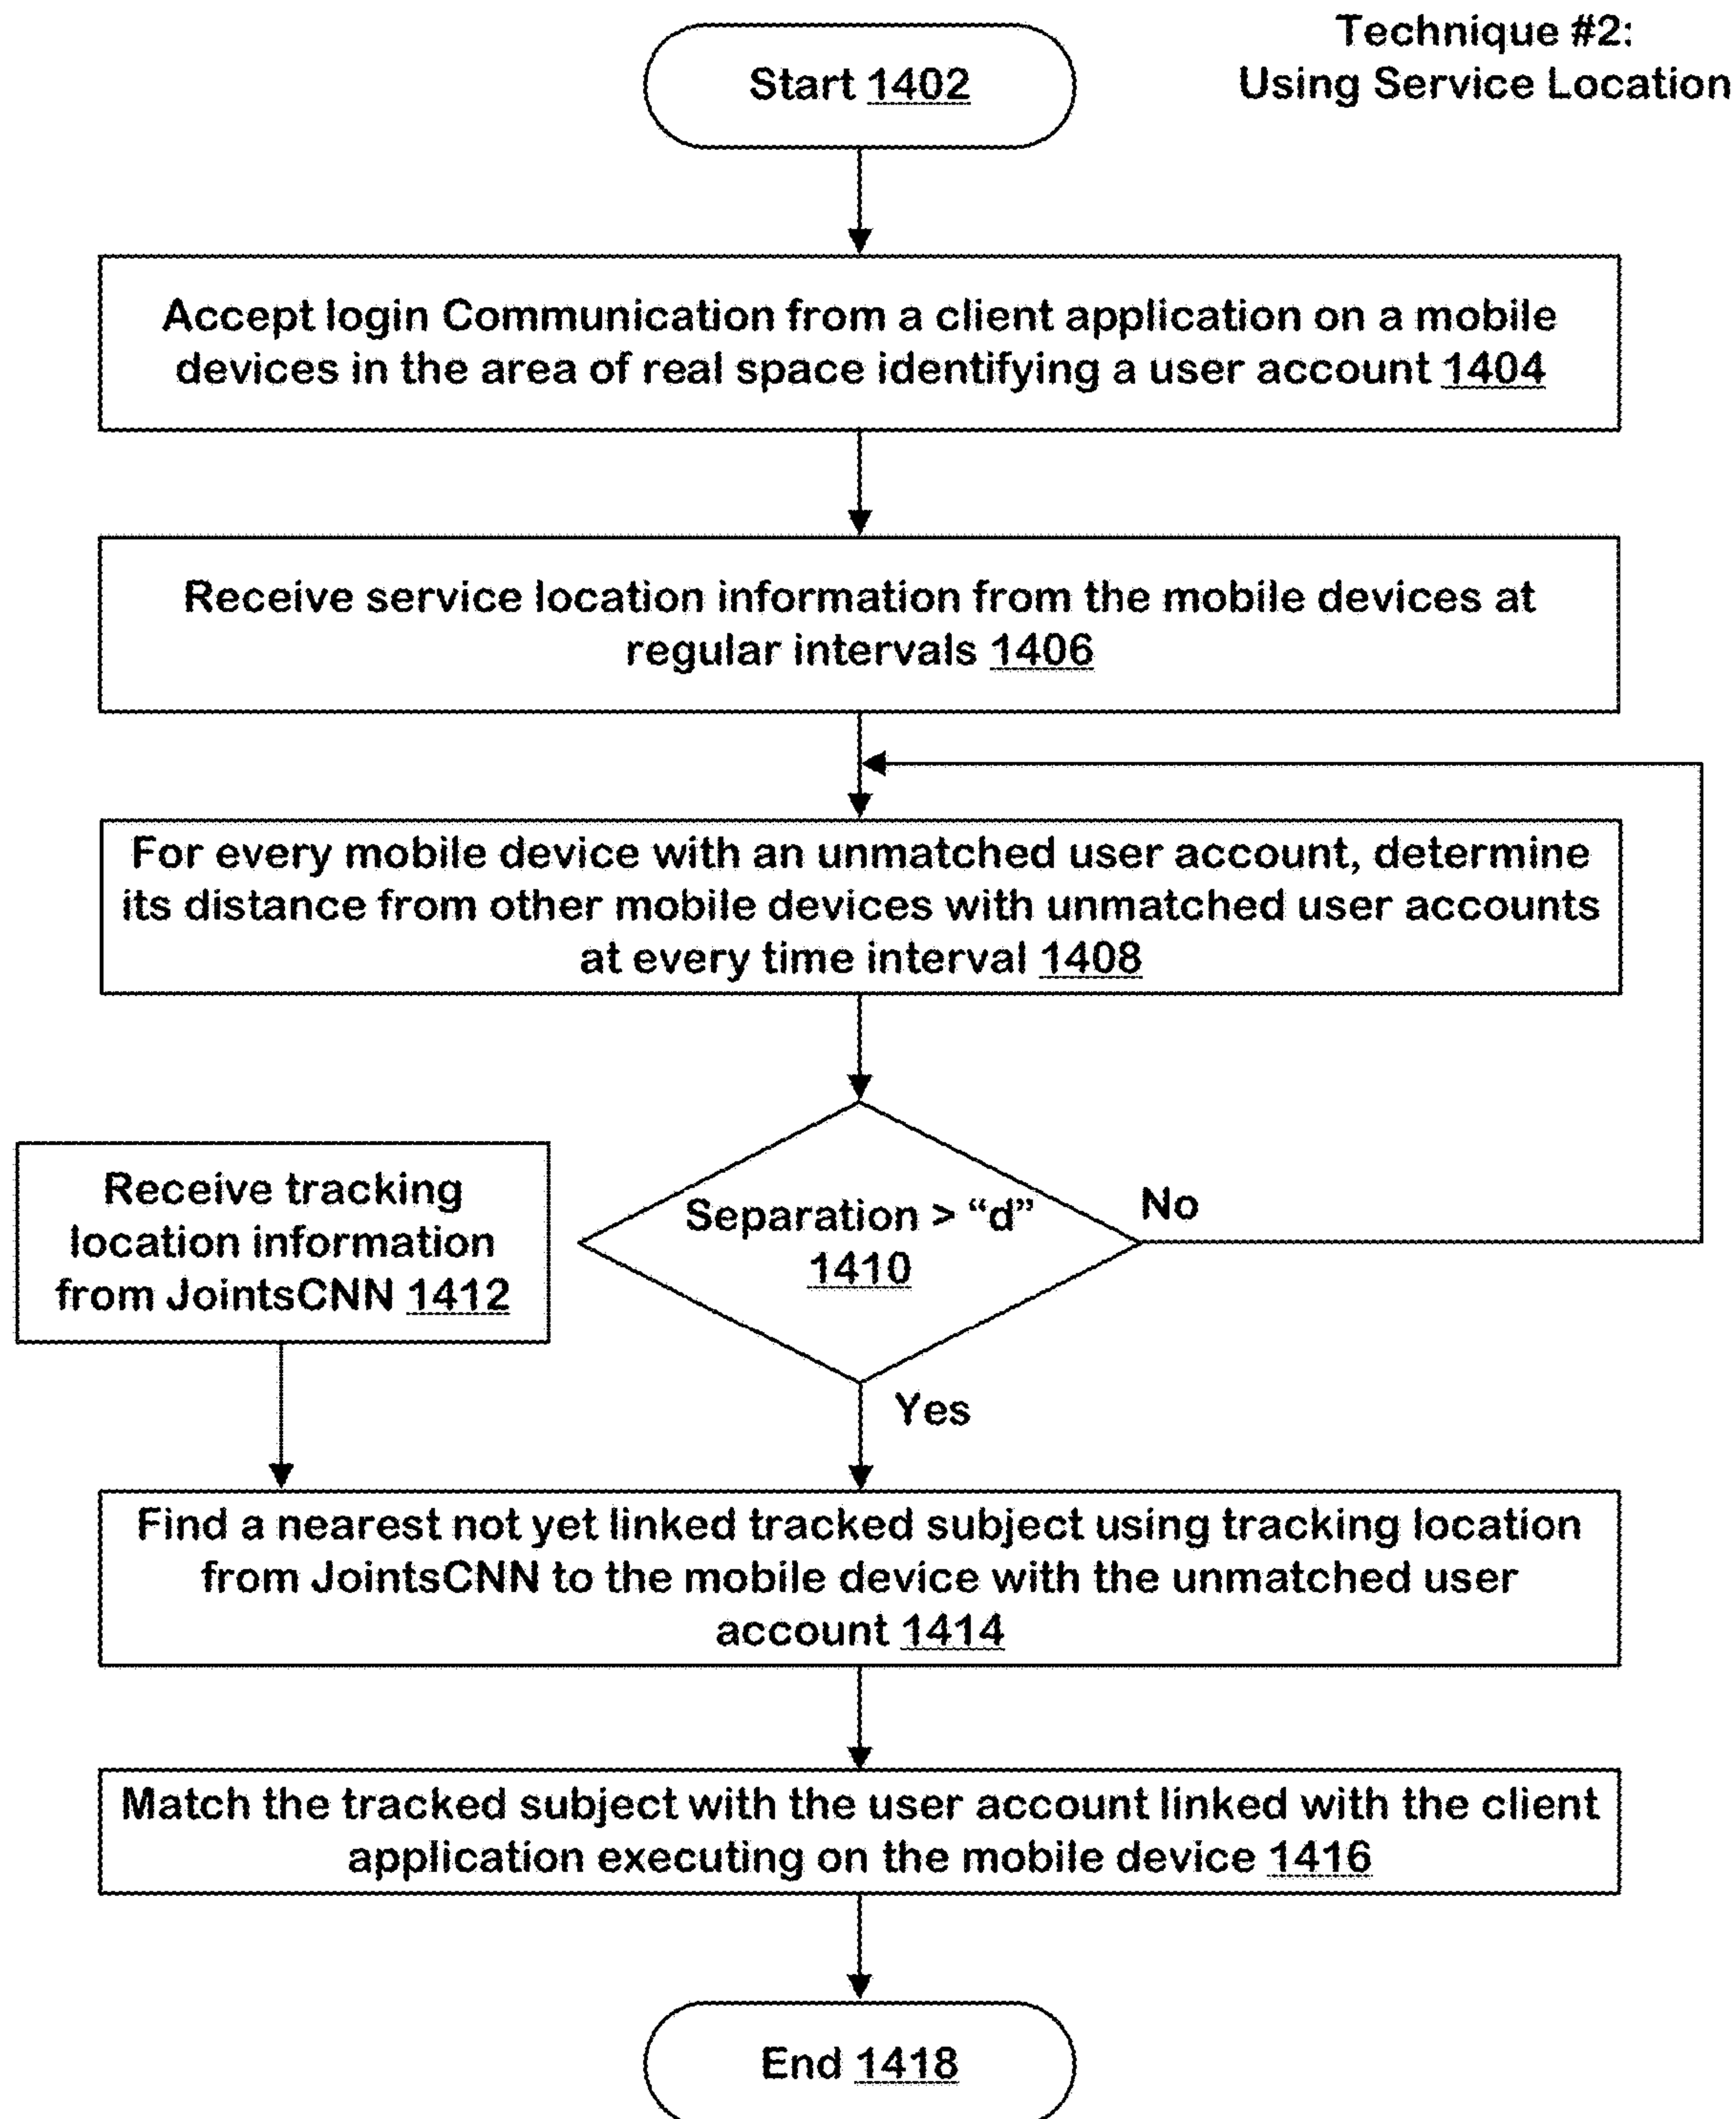 Technique #2:
Using Service Location
Start 1402
Accept login Communication from a client application on a mobile
devices in the area of real space identifying a user account 1404
Receive service location information from the mobile devices at
regular intervals 1406
For every mobile device with an unmatched user account, determine
its distance from other mobile devices with unmatched user accounts
at every time interval 1408
Separation > “d”
1410
No
Receive tracking
location information
from JointsCNN 1412
Yes
Find a nearest not yet linked tracked subject using tracking location
from JointsCNN to the mobile device with the unmatched user
account 1414
Match the tracked subject with the user account linked with the client
application executing on the mobile device 1416
End 1418